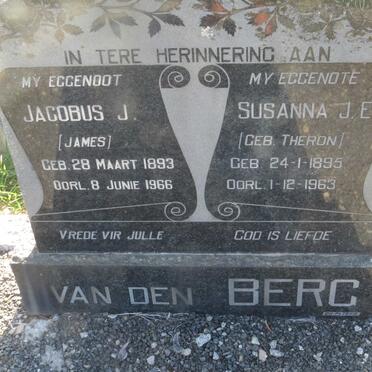 IN TERE HERINNERING AAN
MY EGGENOOT
JACOBUS J.
[JAMES]
GEB. 28 MAART 1893
OORL. 8 JUNIE 1966
VREDE VIR JULLE
MY EGGENOTE
SUSANNA J.E
[GEB. THERON]
GEB. 24-1-1895
OORL. 1-12-1963
GOD IS LIEFDE
VAN DEN BERG